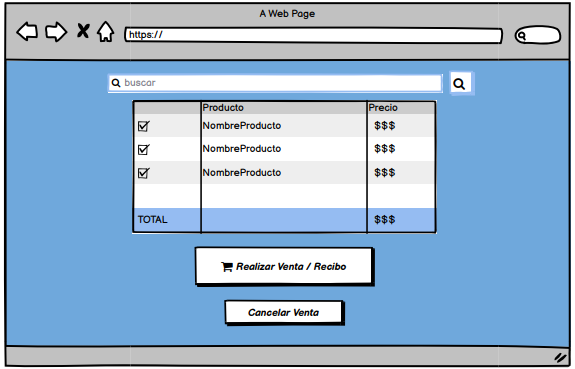 A Web Page
https://
buscar
Producto Precio
NombreProducto $$$
NombreProducto $$$
NombreProducto $$$
TOTAL $$$
Realizar Venta / Recibo
Cancelar Venta